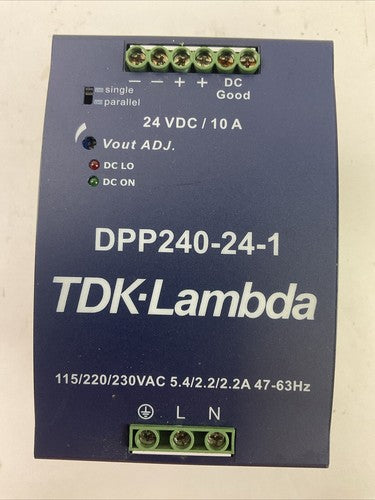 − − + + DC
Good
single
parallel
24 VDC / 10 A
Vout ADJ.
DC LO
DC ON
DPP240-24-1
TDK·Lambda
115/220/230VAC 5.4/2.2/2.2A 47-63Hz
L N